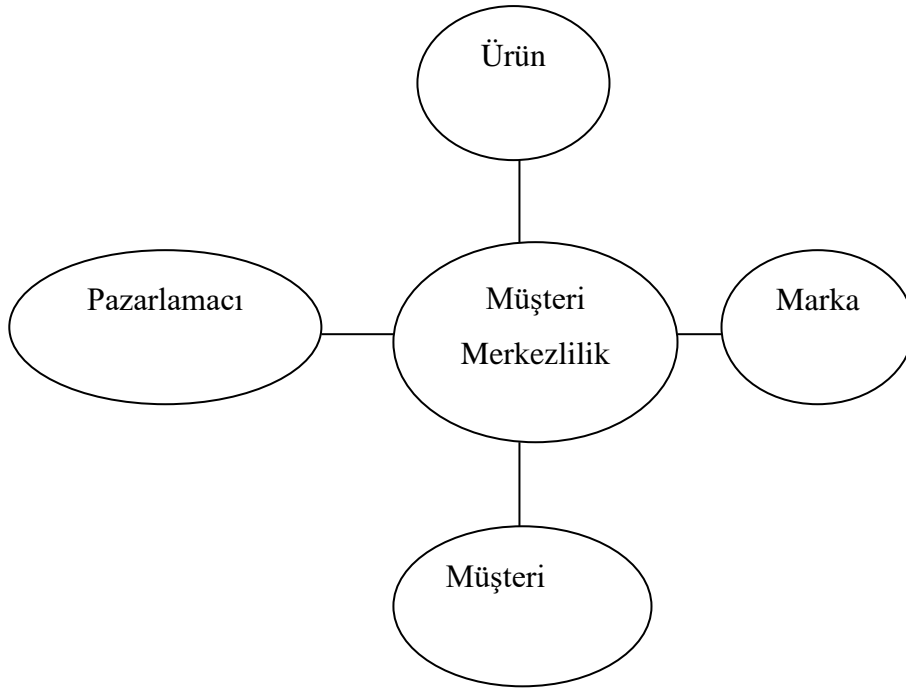 Ürün
Pazarlamacı
Müşteri
Merkezlilik
Marka
Müşteri